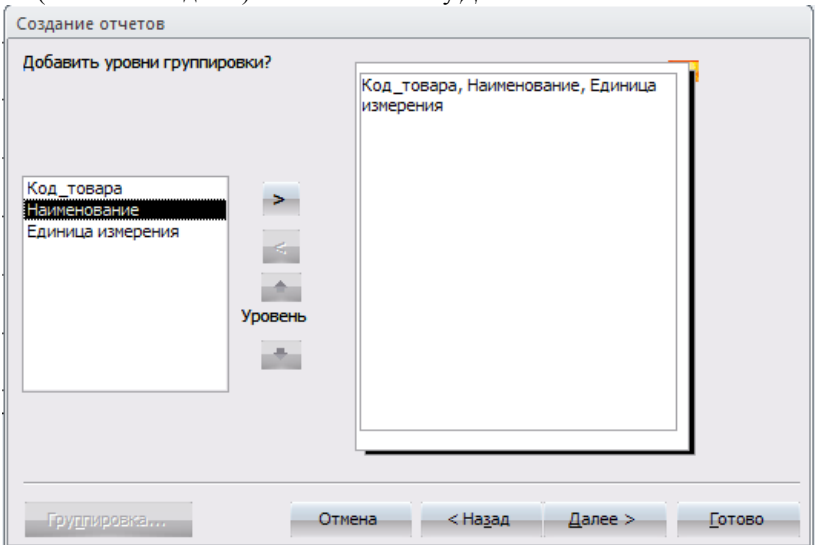 Создание отчетов
Добавить уровни группировки?
Код_товара, Наименование, Единица
измерения
Код_товара
Наименование
Единица измерения
>
<
Уровень
Группировка...
Отмена
< Назад
Далее >
Готово